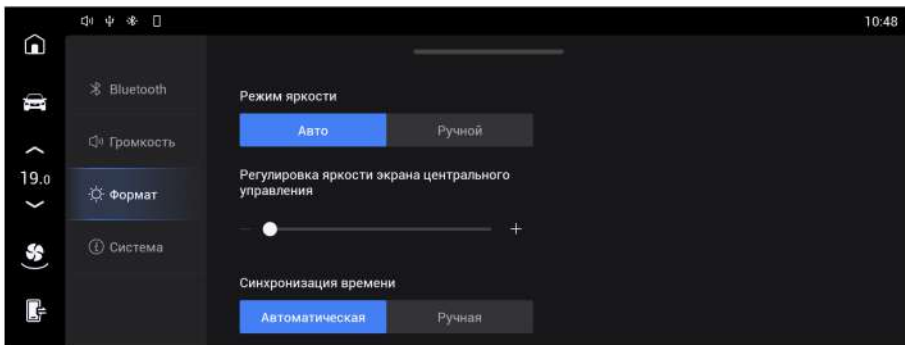 10:48
19.0
Bluetooth
Громкость
Формат
Система
Режим яркости
Авто
Ручной
Регулировка яркости экрана центрального
управления
− +
Синхронизация времени
Автоматическая
Ручная